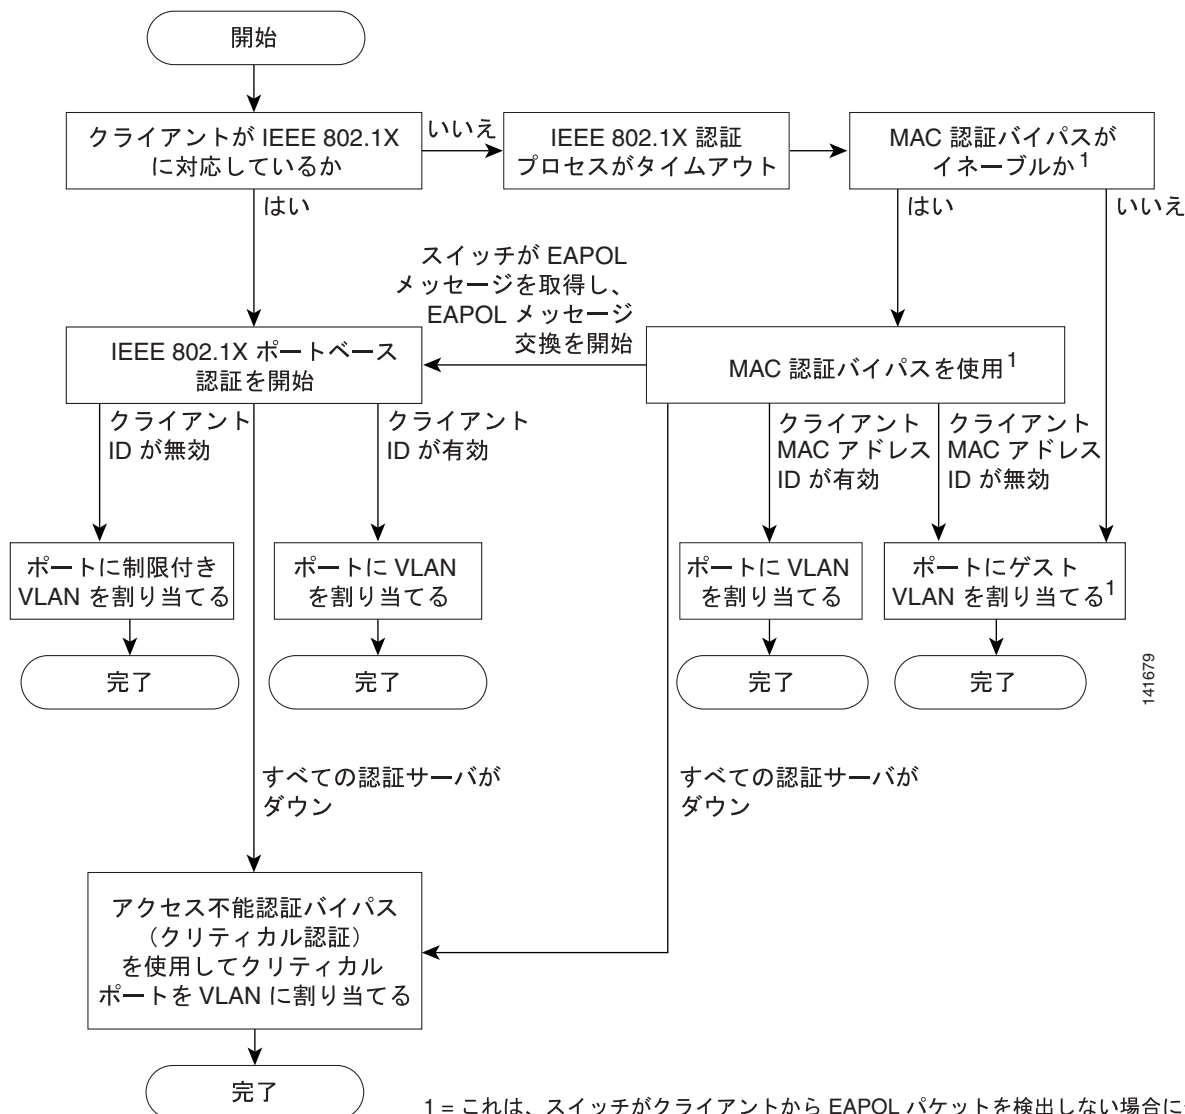 開始
クライアントが IEEE 802.1X
に対応しているか
いいえ
IEEE 802.1X 認証
プロセスがタイムアウト
MAC 認証バイパスが
イネーブルか1
はい
はい
いいえ
スイッチが EAPOL
メッセージを取得し、
EAPOL メッセージ
交換を開始
IEEE 802.1X ポートベース
認証を開始
MAC 認証バイパスを使用1
クライアント
ID が無効
クライアント
ID が有効
クライアント
MAC アドレス
ID が有効
クライアント
MAC アドレス
ID が無効
ポートに制限付き
VLAN を割り当てる
ポートに VLAN
を割り当てる
ポートに VLAN
を割り当てる
ポートにゲスト
VLAN を割り当てる1
完了
完了
完了
完了
141679
すべての認証サーバが
ダウン
すべての認証サーバが
ダウン
アクセス不能認証バイパス
（クリティカル認証）
を使用してクリティカル
ポートを VLAN に割り当てる
完了
1 = これは、スイッチがクライアントから EAPOL パケットを検出しない場合に